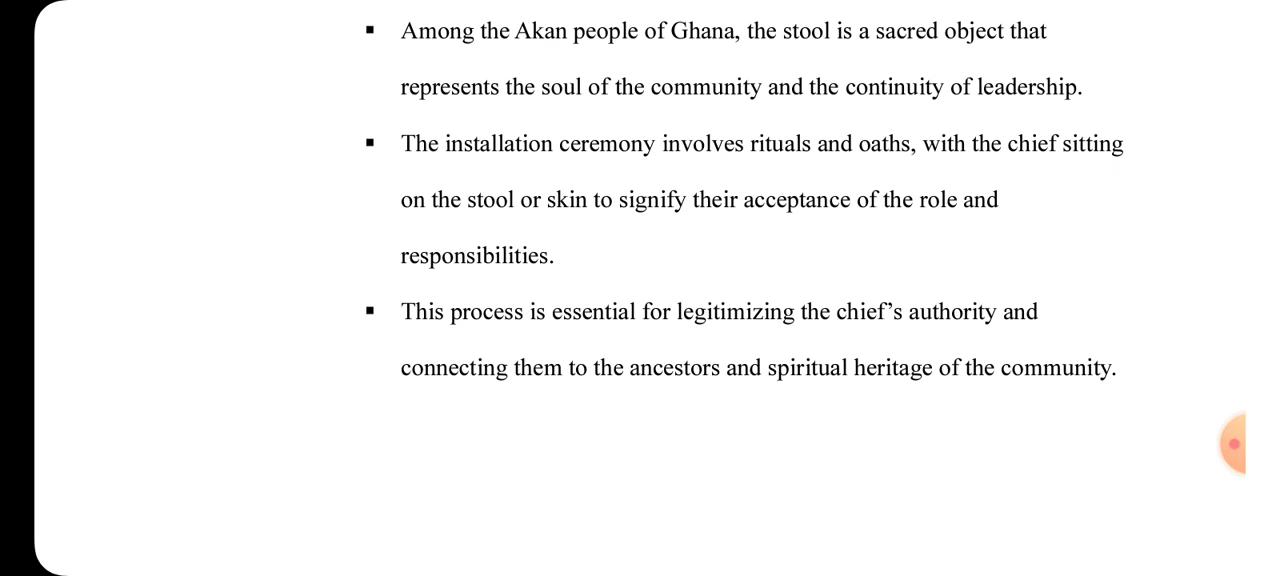 ▪ Among the Akan people of Ghana, the stool is a sacred object that
represents the soul of the community and the continuity of leadership.
▪ The installation ceremony involves rituals and oaths, with the chief sitting
on the stool or skin to signify their acceptance of the role and
responsibilities.
▪ This process is essential for legitimizing the chief’s authority and
connecting them to the ancestors and spiritual heritage of the community.